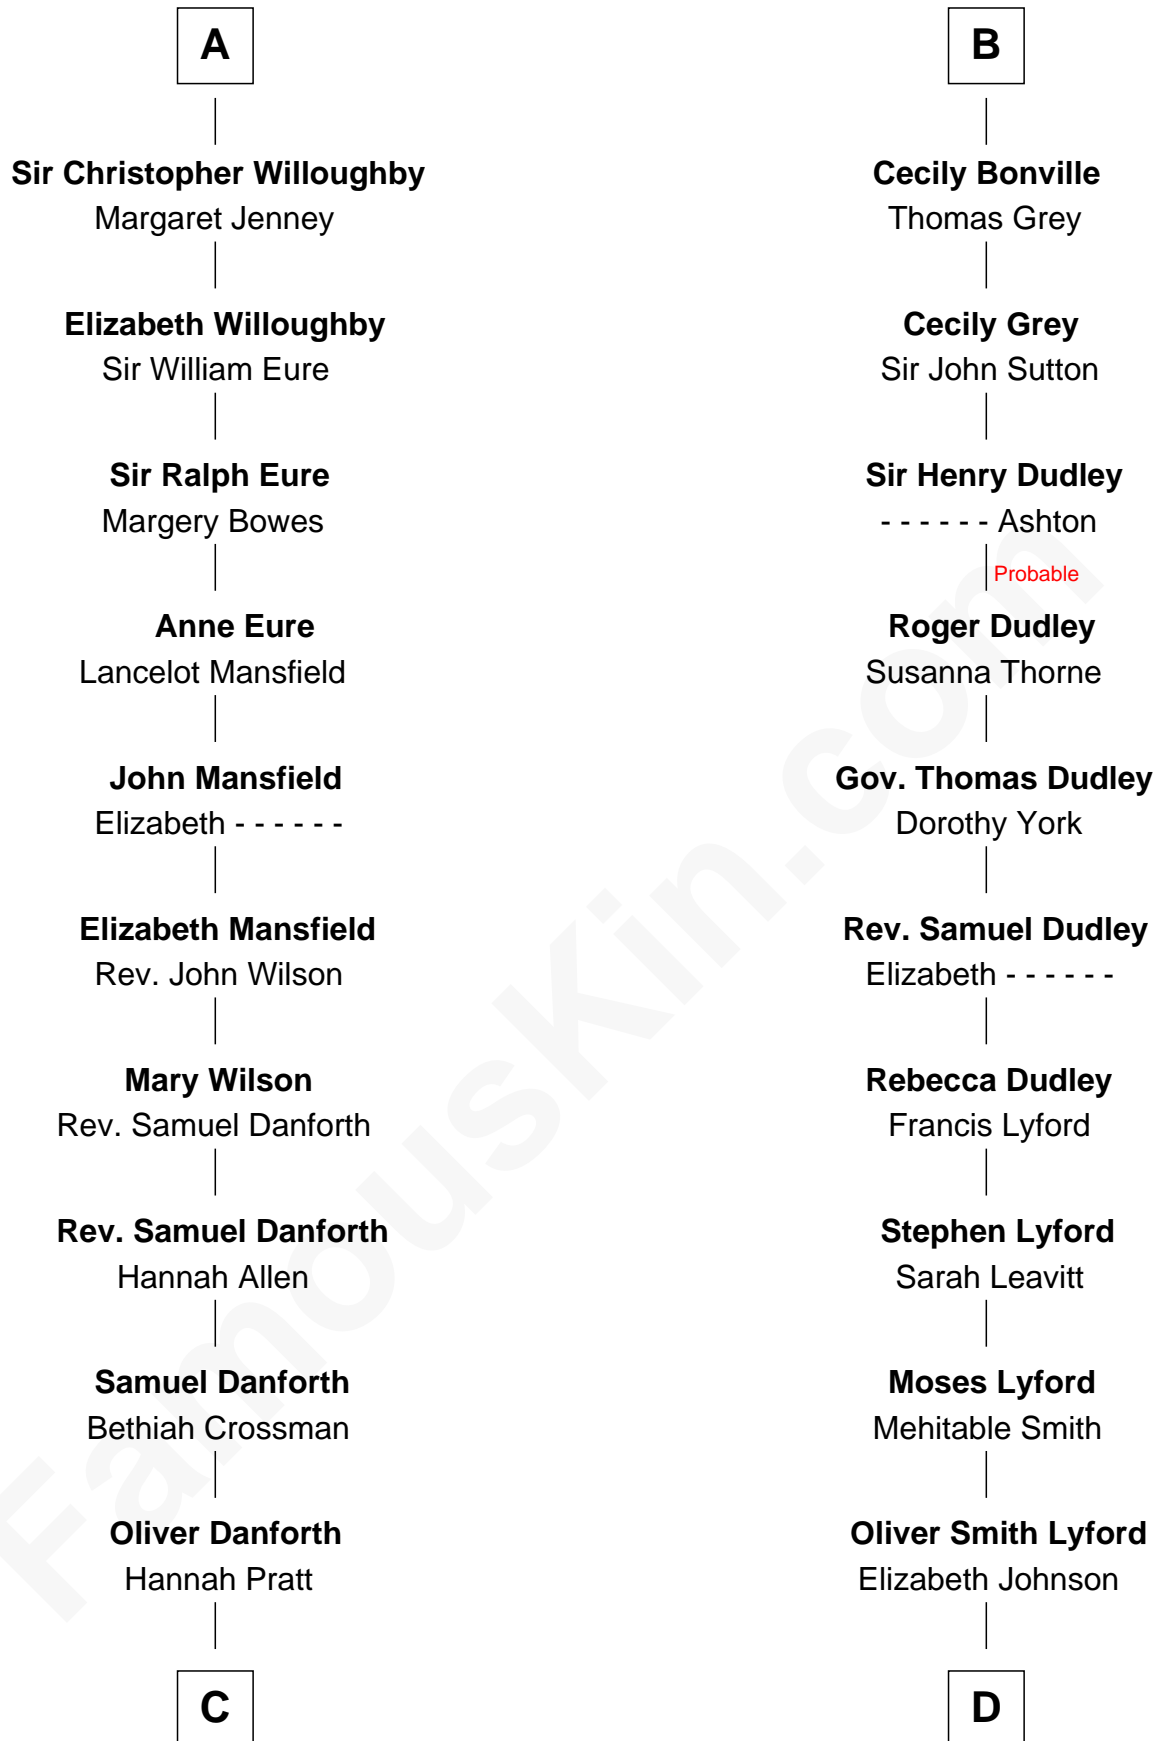 A
Sir Christopher Willoughby
Margaret Jenney
Elizabeth Willoughby
Sir William Eure
Sir Ralph Eure
Margery Bowes
Anne Eure
Lancelot Mansfield
John Mansfield
Elizabeth - - - - - -
Elizabeth Mansfield
Rev. John Wilson
Mary Wilson
Rev. Samuel Danforth
Rev. Samuel Danforth
Hannah Allen
Samuel Danforth
Bethiah Crossman
Oliver Danforth
Hannah Pratt
C
B
Cecily Bonville
Thomas Grey
Cecily Grey
Sir John Sutton
Sir Henry Dudley
- - - - - - Ashton
Probable
Roger Dudley
Susanna Thorne
Gov. Thomas Dudley
Dorothy York
Rev. Samuel Dudley
Elizabeth - - - - - -
Rebecca Dudley
Francis Lyford
Stephen Lyford
Sarah Leavitt
Moses Lyford
Mehitable Smith
Oliver Smith Lyford
Elizabeth Johnson
D
FamousKin.com